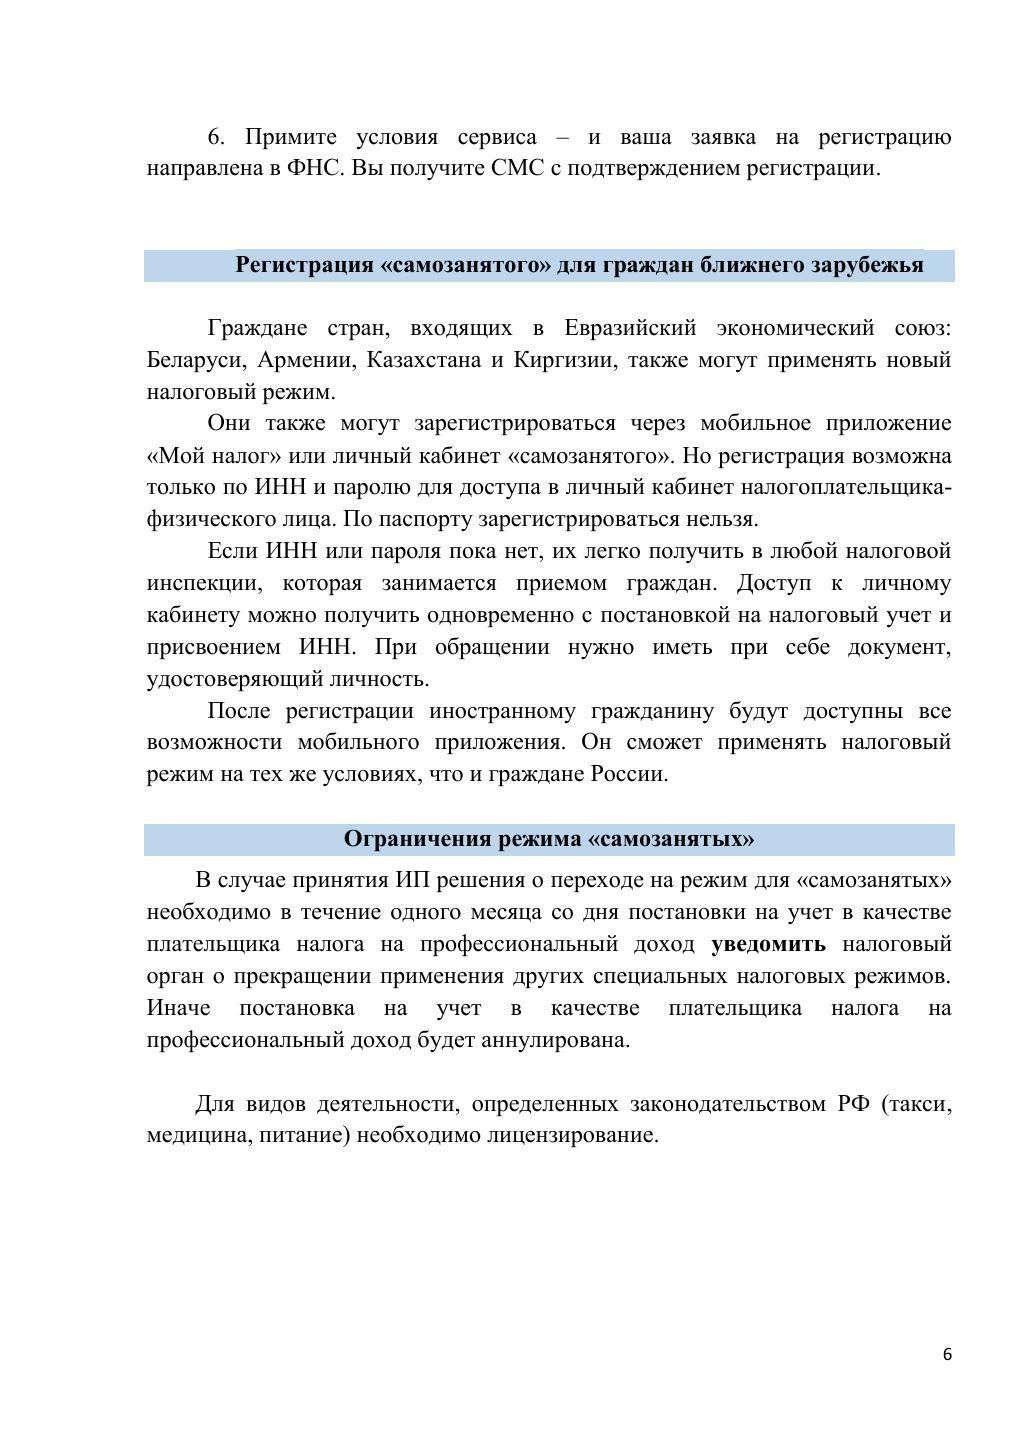 6. Примите условия сервиса – и ваша заявка на регистрацию
направлена в ФНС. Вы получите СМС с подтверждением регистрации.
Регистрация «самозанятого» для граждан ближнего зарубежья
Граждане стран, входящих в Евразийский экономический союз:
Беларуси, Армении, Казахстана и Киргизии, также могут применять новый
налоговый режим.
Они также могут зарегистрироваться через мобильное приложение
«Мой налог» или личный кабинет «самозанятого». Но регистрация возможна
только по ИНН и паролю для доступа в личный кабинет налогоплательщика-
физического лица. По паспорту зарегистрироваться нельзя.
Если ИНН или пароля пока нет, их легко получить в любой налоговой
инспекции, которая занимается приемом граждан. Доступ к личному
кабинету можно получить одновременно с постановкой на налоговый учет и
присвоением ИНН. При обращении нужно иметь при себе документ,
удостоверяющий личность.
После регистрации иностранному гражданину будут доступны все
возможности мобильного приложения. Он сможет применять налоговый
режим на тех же условиях, что и граждане России.
Ограничения режима «самозанятых»
В случае принятия ИП решения о переходе на режим для «самозанятых»
необходимо в течение одного месяца со дня постановки на учет в качестве
плательщика налога на профессиональный доход уведомить налоговый
орган о прекращении применения других специальных налоговых режимов.
Иначе постановка на учет в качестве плательщика налога на
профессиональный доход будет аннулирована.
Для видов деятельности, определенных законодательством РФ (такси,
медицина, питание) необходимо лицензирование.
6